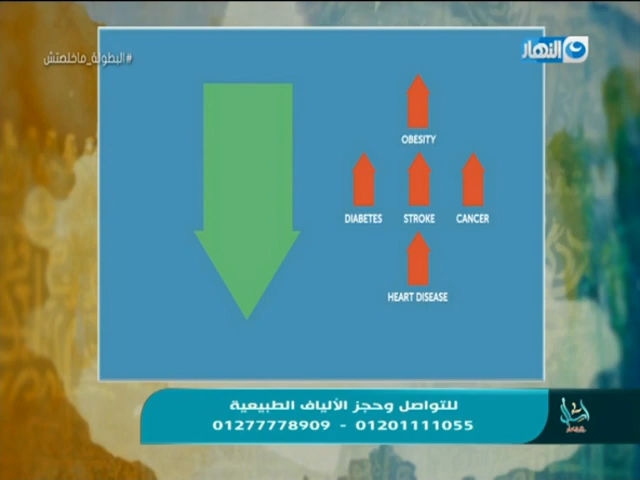 #البطولة_ماخلصتش
النهار
OBESITY
DIABETES STROKE CANCER
HEART DISEASE
للتواصل وحجز الألياف الطبيعية
01277778909 - 01201111055